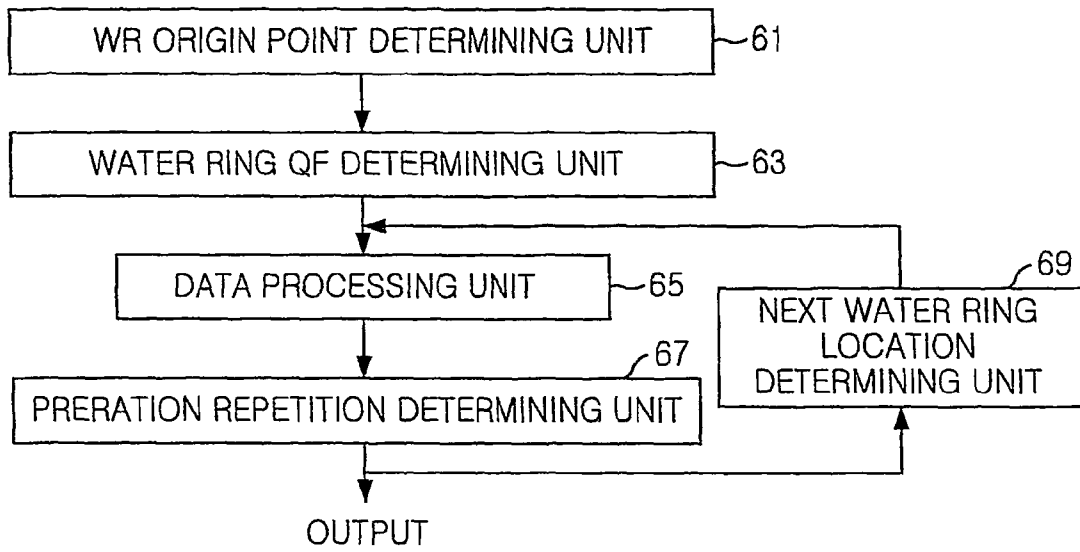 WR ORIGIN POINT DETERMINING UNIT 61
WATER RING QF DETERMINING UNIT 63
DATA PROCESSING UNIT 65
69
NEXT WATER RING
LOCATION
DETERMINING UNIT
67
PRERATION REPETITION DETERMINING UNIT
OUTPUT